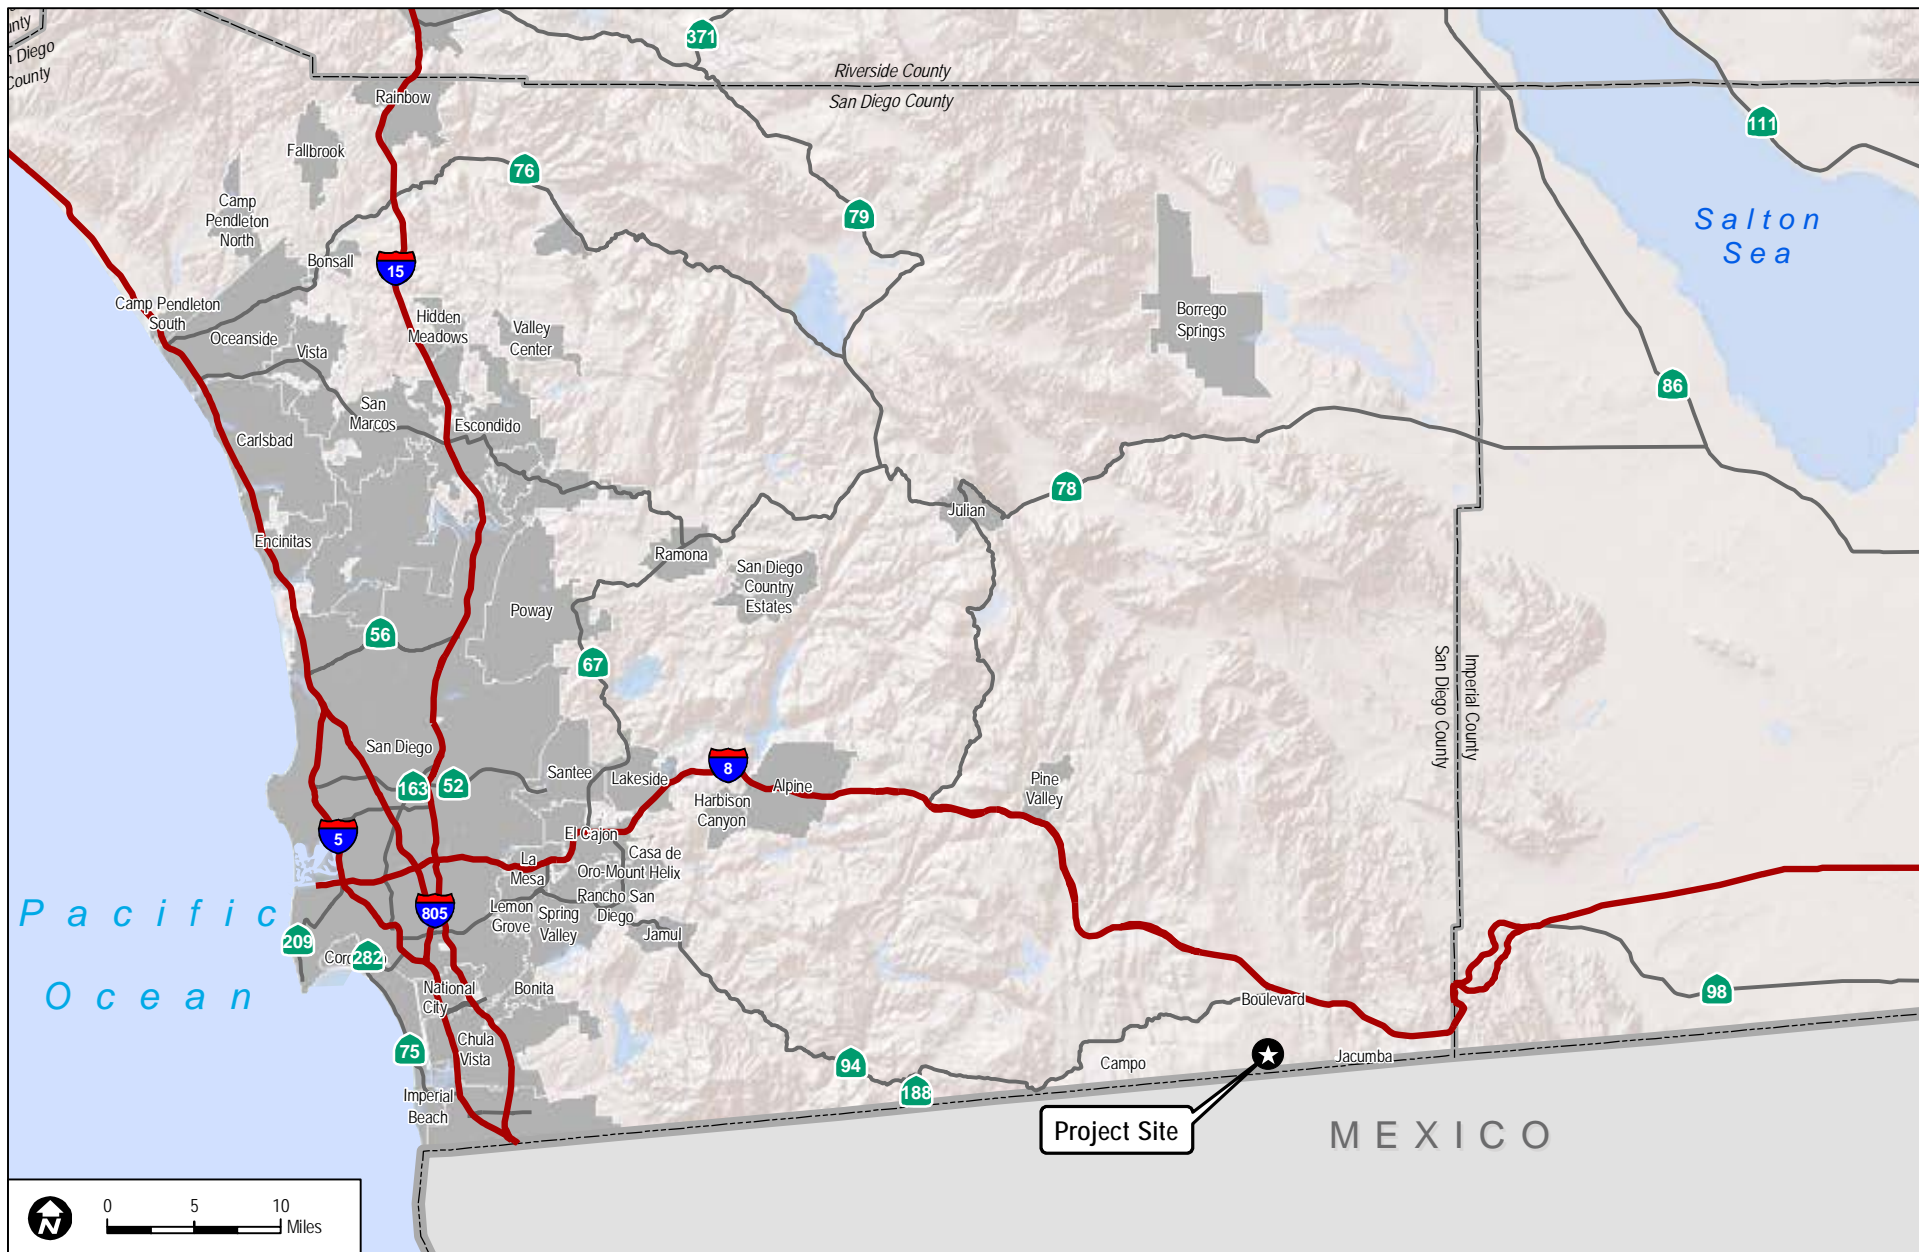 unty
n Diego
County
371
Riverside County
San Diego County
Rainbow
111
Fallbrook
76
Camp
Pendleton
North
79
Salton
Sea
Bonsall
15
Camp Pendleton
South
Oceanside
Vista
Hidden
Meadows
Valley
Center
Borrego
Springs
86
San
Marcos
Escondido
Carlsbad
78
Julian
Encinitas
Ramona
San Diego
Country
Estates
Poway
56
67
San Diego County
Imperial County
San Diego
163
52
Santee
Lakeside
8
Alpine
Harbison
Canyon
Pine
Valley
5
El Cajon
La
Mesa
Casa de
Oro-Mount Helix
Rancho San
Diego
805
Lemon
Grove
Spring
Valley
Jamul
Pacific
Ocean
209
Coro
282
National
City
Bonita
Boulevard
98
75
Chula
Vista
94
188
Campo
Jacumba
Imperial
Beach
Project Site
MEXICO
N
0 5 10
Miles